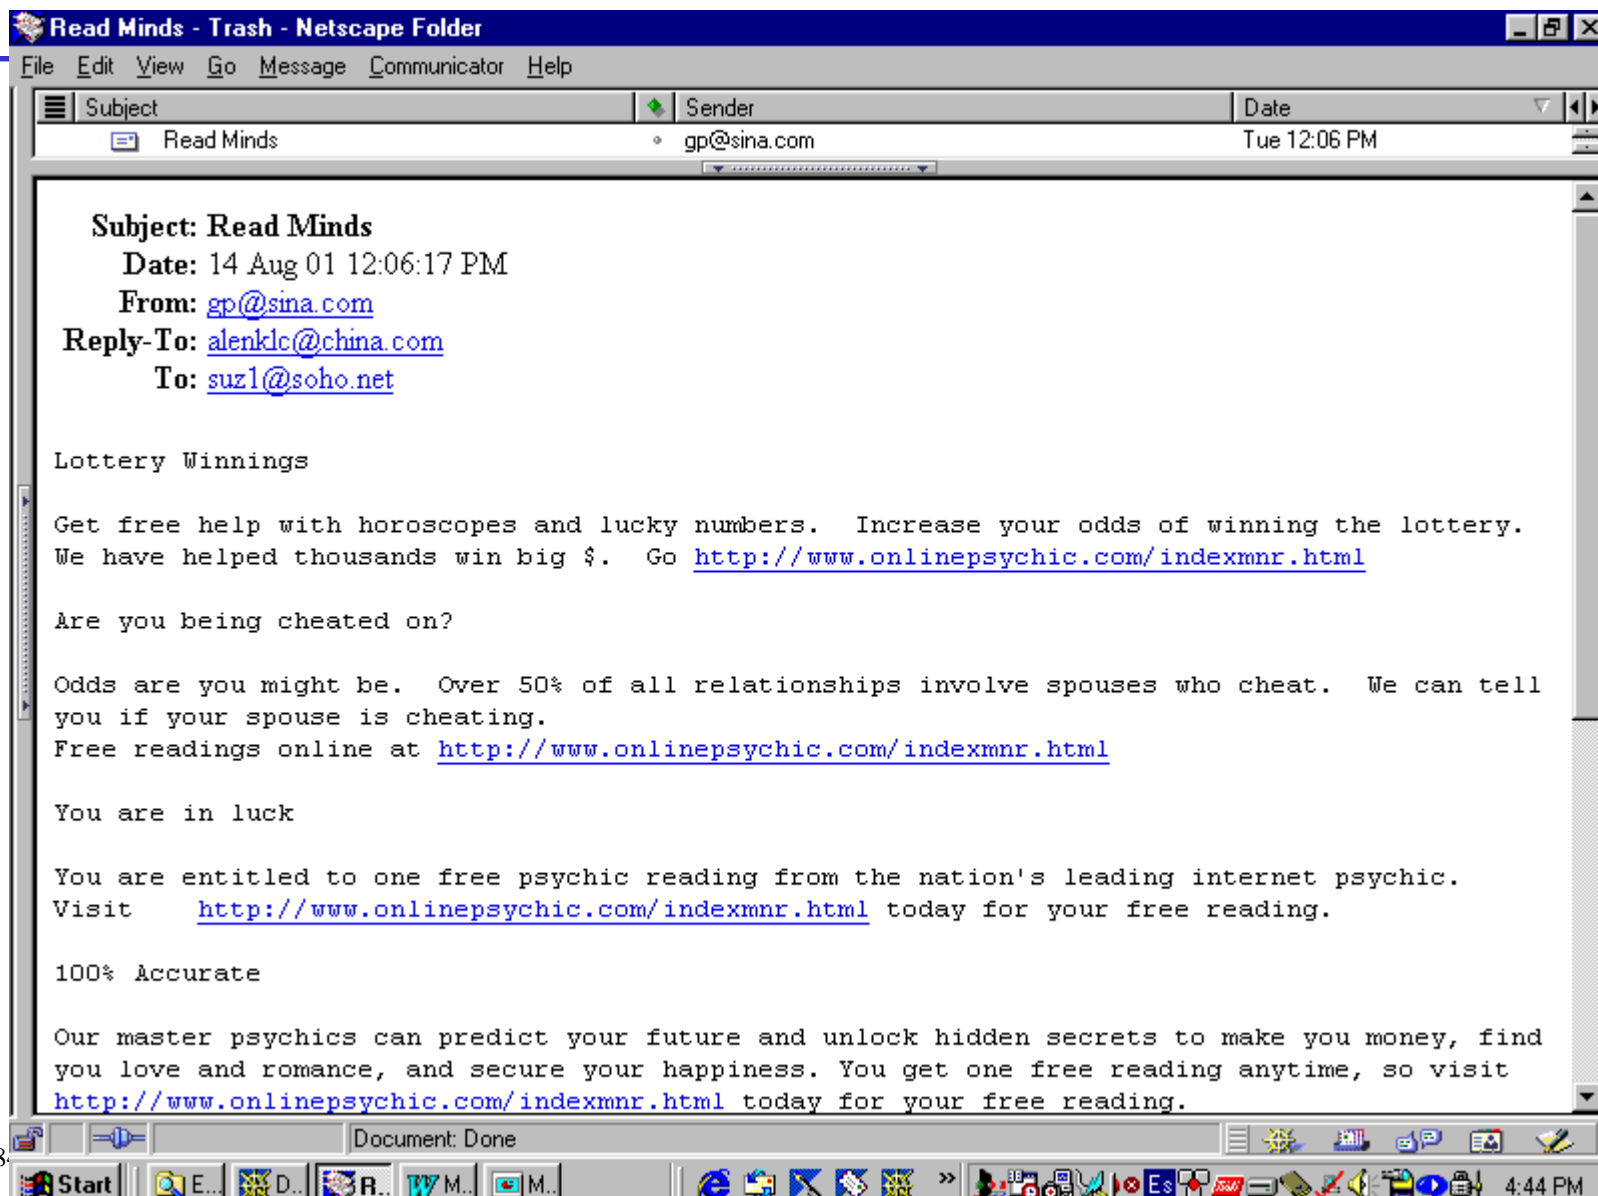 Read Minds - Trash - Netscape Folder
File Edit View Go Message Communicator Help
Subject Sender Date
Read Minds gp@sina.com Tue 12:06 PM
Subject: Read Minds
Date: 14 Aug 01 12:06:17 PM
From: gp@sina.com
Reply-To: alenklc@china.com
To: suz1@soho.net
Lottery Winnings
Get free help with horoscopes and lucky numbers.  Increase your odds of winning the lottery.
We have helped thousands win big $.  Go http://www.onlinepsychic.com/indexmnr.html
Are you being cheated on?
Odds are you might be.  Over 50% of all relationships involve spouses who cheat.  We can tell
you if your spouse is cheating.
Free readings online at http://www.onlinepsychic.com/indexmnr.html
You are in luck
You are entitled to one free psychic reading from the nation's leading internet psychic.
Visit    http://www.onlinepsychic.com/indexmnr.html today for your free reading.
100% Accurate
Our master psychics can predict your future and unlock hidden secrets to make you money, find
you love and romance, and secure your happiness. You get one free reading anytime, so visit
http://www.onlinepsychic.com/indexmnr.html today for your free reading.
Document: Done
Start E... D... R... M... M... » Es 4:44 PM